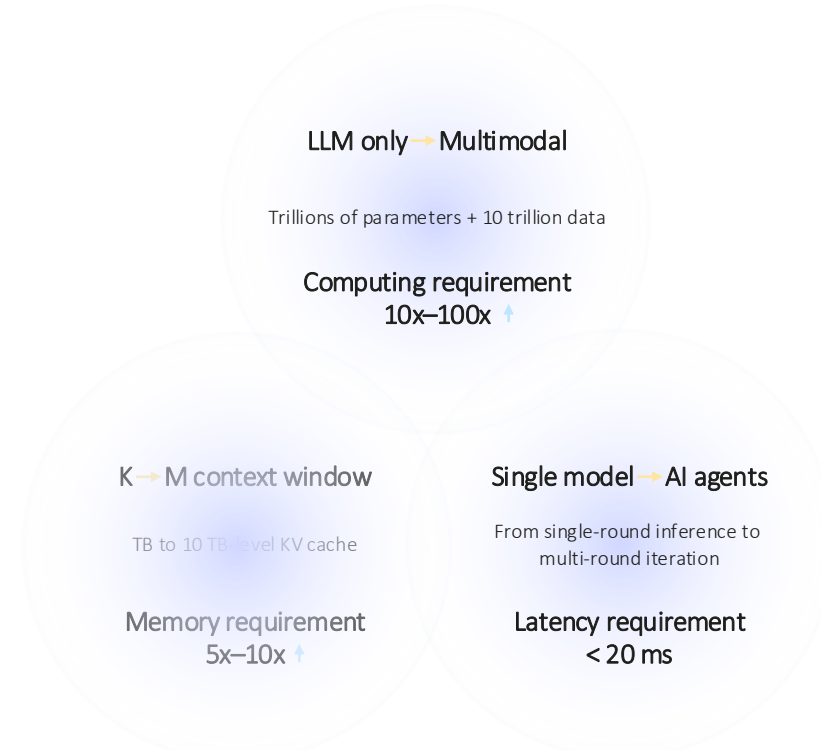 LLM only → Multimodal
Trillions of parameters + 10 trillion data
Computing requirement
10x–100x ↑
K → M context window
TB to 10 TB-level KV cache
Memory requirement
5x–10x ↑
Single model → AI agents
From single-round inference to
multi-round iteration
Latency requirement
< 20 ms